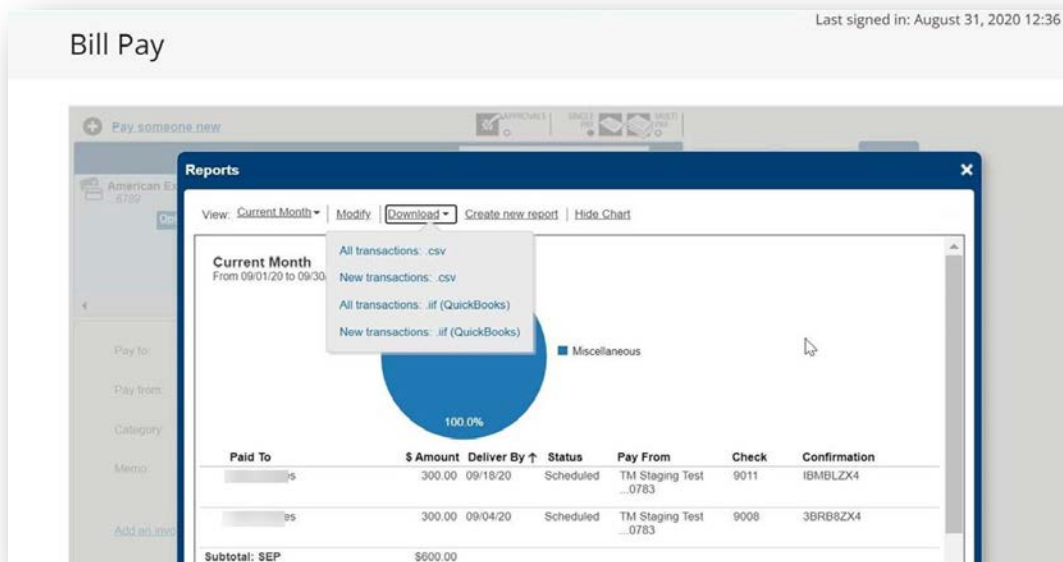 Last signed in: August 31, 2020 12:36
Bill Pay
Pay someone new
APPROVALS
SINGLE PAY
MULTI PAY
American Ex
...6789
Reports
View: Current Month Modify Download Create new report Hide Chart
All transactions: .csv
New transactions: .csv
All transactions: .iif (QuickBooks)
New transactions: .iif (QuickBooks)
Current Month
From 09/01/20 to 09/30/
Miscellaneous
100.0%
Pay to:
Pay from:
Category:
Memo:
Add an invo
Paid To $ Amount Deliver By ↑ Status Pay From Check Confirmation
es 300.00 09/18/20 Scheduled TM Staging Test 9011 IBMBLZX4
...0783
es 300.00 09/04/20 Scheduled TM Staging Test 9008 3BRB8ZX4
...0783
Subtotal: SEP $600.00